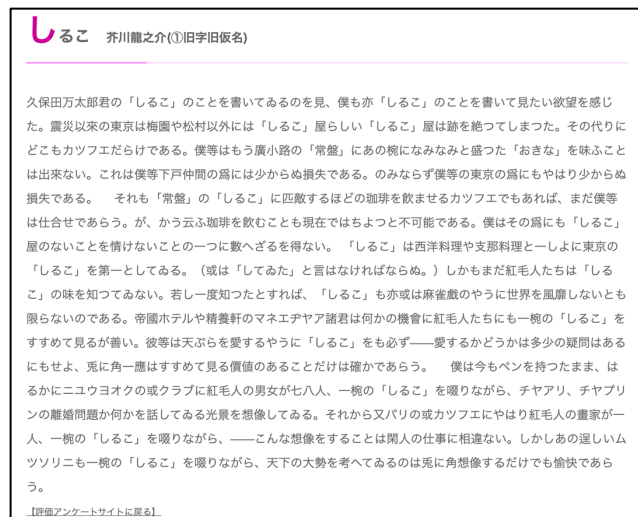 しるこ　芥川龍之介(①旧字旧仮名)
久保田万太郎君の「しるこ」のことを書いてゐるのを見、僕も亦「しるこ」のことを書いて見たい欲望を感じ
た。震災以來の東京は梅園や松村以外には「しるこ」屋らしい「しるこ」屋は跡を絶つてしまつた。その代りに
どこもカツフエだらけである。僕等はもう廣小路の「常盤」にあの椀になみなみと盛つた「おきな」を味ふこと
は出來ない。これは僕等下戸仲間の爲には少からぬ損失である。のみならず僕等の東京の爲にもやはり少からぬ
損失である。　それも「常盤」の「しるこ」に匹敵するほどの珈琲を飮ませるカツフエでもあれば、まだ僕等
は仕合せであらう。が、かう云ふ珈琲を飮むことも現在ではちよつと不可能である。僕はその爲にも「しるこ」
屋のないことを情けないことの一つに數へざるを得ない。　「しるこ」は西洋料理や支那料理と一しよに東京の
「しるこ」を第一としてゐる。（或は「してゐた」と言はなければならぬ。）しかもまだ紅毛人たちは「しる
こ」の味を知つてゐない。若し一度知つたとすれば、「しるこ」も亦或は麻雀戲のやうに世界を風靡しないとも
限らないのである。帝國ホテルや精養軒のマネエヂヤア諸君は何かの機會に紅毛人たちにも一椀の「しるこ」を
すすめて見るが善い。彼等は天ぷらを愛するやうに「しるこ」をも必ず――愛するかどうかは多少の疑問はある
にもせよ、兎に角一應はすすめて見る價値のあることだけは確かであらう。　僕は今もペンを持つたまま、は
るかにニユウヨオクの或クラブに紅毛人の男女が七八人、一椀の「しるこ」を啜りながら、チヤアリ、チヤプリ
ンの離婚問題か何かを話してゐる光景を想像してゐる。それから又パリの或カツフエにやはり紅毛人の畫家が一
人、一椀の「しるこ」を啜りながら、――こんな想像をすることは閑人の仕事に相違ない。しかしあの逞しいム
ツソリニも一椀の「しるこ」を啜りながら、天下の大勢を考へてゐるのは兎に角想像するだけでも愉快であら
う。
【評価アンケートサイトに戻る】